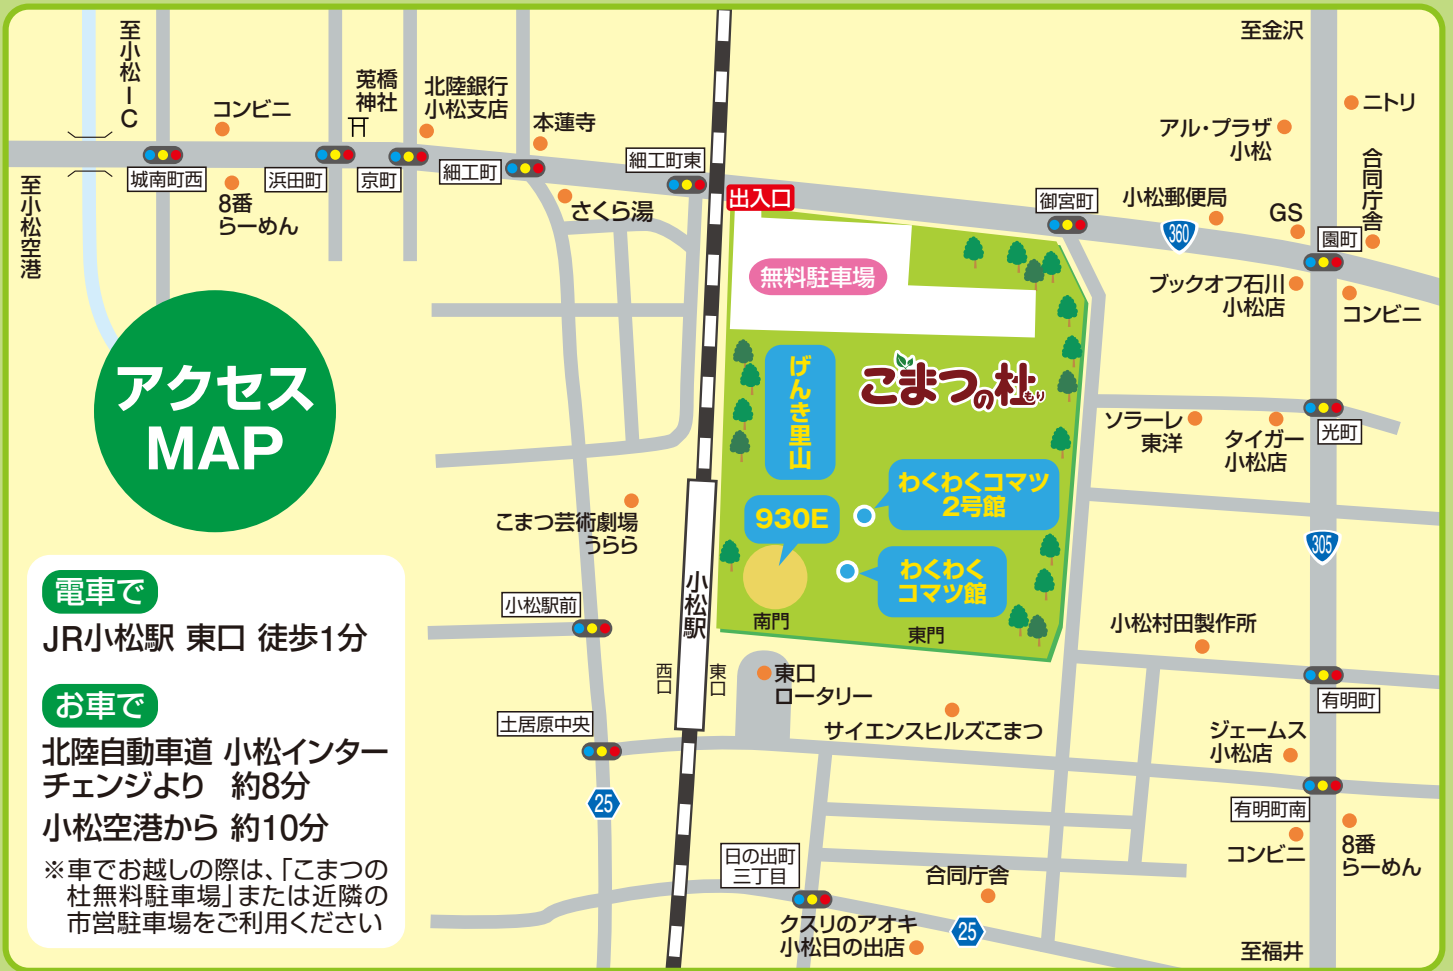 至小松IC
至小松空港
コンビニ
城南町西
8番
らーめん
浜田町
莵橋
神社
京町
北陸銀行
小松支店
細工町
本蓮寺
さくら湯
細工町東
出入口
無料駐車場
御宮町
小松郵便局
360
GS
園町
至金沢
ニトリ
アル・プラザ
小松
合同庁舎
ブックオフ石川
小松店
コンビニ
アクセス
MAP
げんき里山
こまつの杜
もり
ソラーレ
東洋
タイガー
小松店
光町
わくわくコマツ
2号館
930E
わくわく
コマツ館
こまつ芸術劇場
うらら
305
小松駅前
小松駅
南門
東門
小松村田製作所
西口
東口
東口
ロータリー
サイエンスヒルズこまつ
有明町
ジェームス
小松店
土居原中央
25
有明町南
コンビニ
8番
らーめん
日の出町
三丁目
合同庁舎
クスリのアオキ
小松日の出店
25
至福井
電車で
JR小松駅 東口 徒歩1分
お車で
北陸自動車道 小松インター
チェンジより 約8分
小松空港から 約10分
※車でお越しの際は、「こまつの
杜無料駐車場」または近隣の
市営駐車場をご利用ください